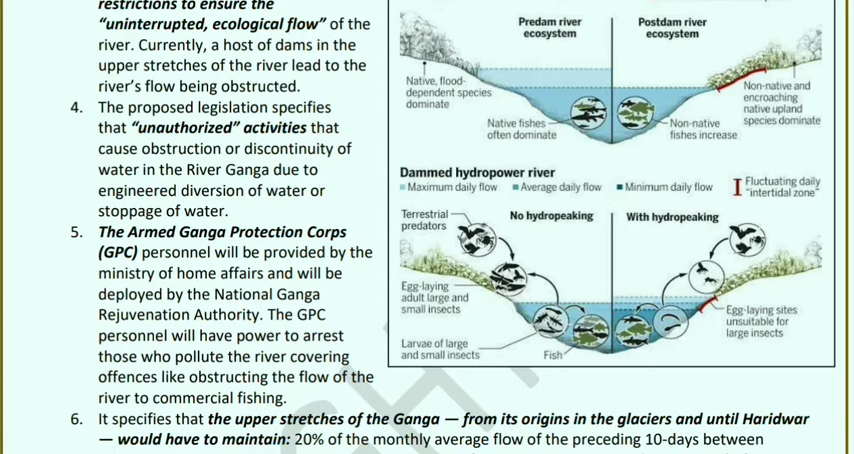 restrictions to ensure the
“uninterrupted, ecological flow” of the
river. Currently, a host of dams in the
upper stretches of the river lead to the
river’s flow being obstructed.
4. The proposed legislation specifies
that “unauthorized” activities that
cause obstruction or discontinuity of
water in the River Ganga due to
engineered diversion of water or
stoppage of water.
5. The Armed Ganga Protection Corps
(GPC) personnel will be provided by the
ministry of home affairs and will be
deployed by the National Ganga
Rejuvenation Authority. The GPC
personnel will have power to arrest
those who pollute the river covering
offences like obstructing the flow of the
river to commercial fishing.
Predam river
ecosystem
Postdam river
ecosystem
Native, flood-
dependent species
dominate
Native fishes
often dominate
Non-native
fishes increase
Non-native and
encroaching
native upland
species dominate
Dammed hydropower river
Maximum daily flow
Average daily flow
Minimum daily flow
Fluctuating daily
“intertidal zone”
Terrestrial
predators
No hydropeaking
With hydropeaking
Egg-laying
adult large and
small insects
Larvae of large
and small insects
Fish
Egg-laying sites
unsuitable for
large insects
6. It specifies that the upper stretches of the Ganga — from its origins in the glaciers and until Haridwar
— would have to maintain: 20% of the monthly average flow of the preceding 10-days between